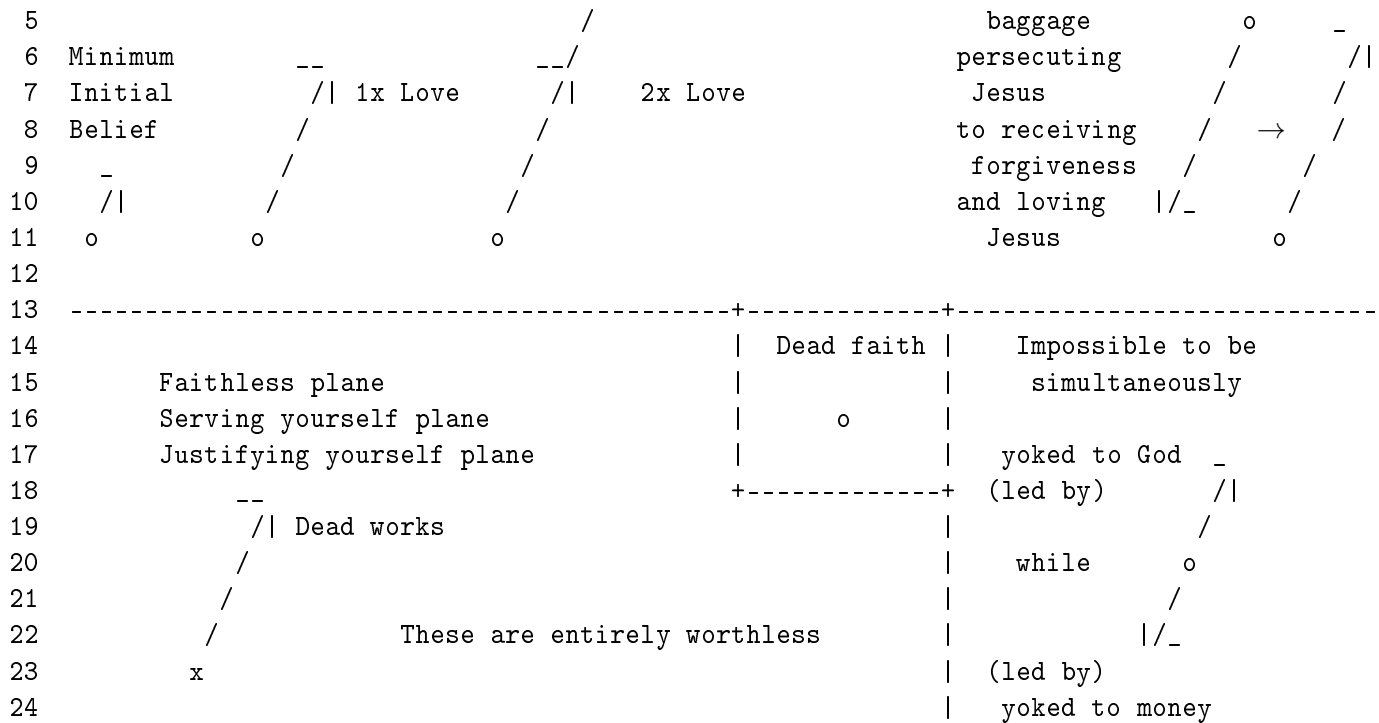 5                                     /                          baggage          o     _
6  Minimum        __              __/                         persecuting       /       /|
7  Initial         /| 1x Love      /|    2x Love               Jesus           /       /
8  Belief         /               /                           to receiving    /   →   /
9    _           /               /                             forgiveness   /       /
10   /|         /               /                             and loving   |/_      /
11  o          o               o                                Jesus              o
12
13 --------------------------------------------+-------------+----------------------------
14                                             |  Dead faith |    Impossible to be
15       Faithless plane                       |             |     simultaneously
16       Serving yourself plane                |      o      |
17       Justifying yourself plane             |             |   yoked to God  _
18            __                               +-------------+  (led by)       /|
19             /| Dead works                                 |                /
20            /                                              |    while      o
21           /                                               |              /
22          /            These are entirely worthless        |            |/_
23         x                                                 |  (led by)
24                                                           |   yoked to money